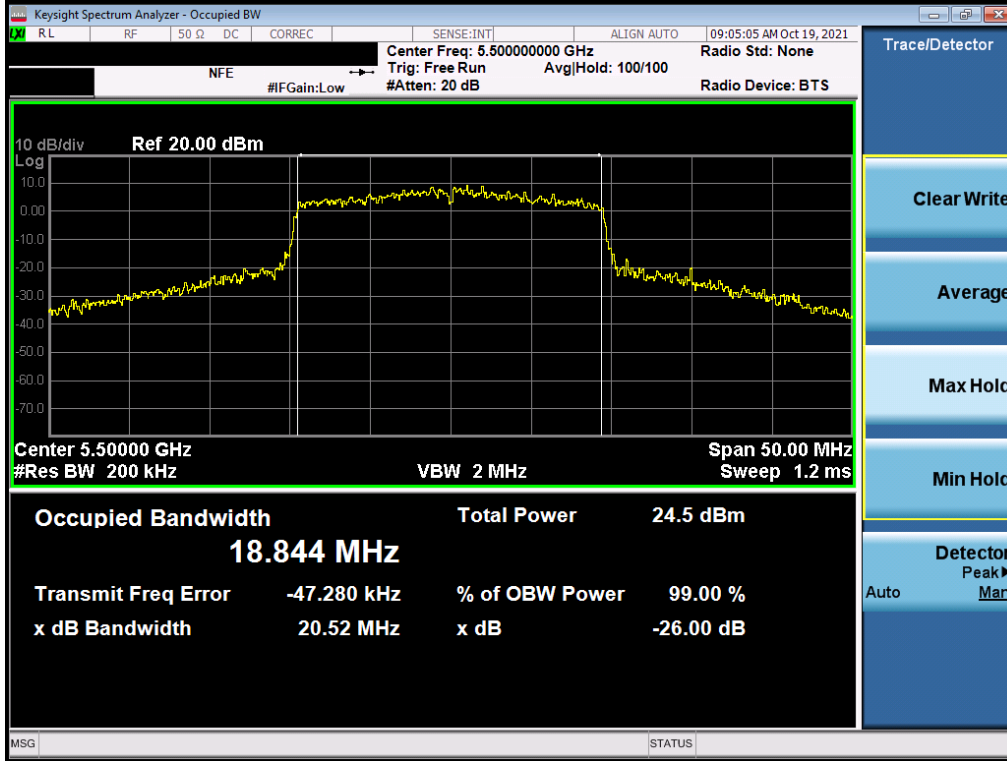 Keysight Spectrum Analyzer - Occupied BW
LXI RL RF 50 Ω DC CORREC SENSE:INT ALIGN AUTO 09:05:05 AM Oct 19, 2021
Center Freq: 5.500000000 GHz Radio Std: None
NFE Trig: Free Run Avg|Hold: 100/100
#IFGain:Low #Atten: 20 dB Radio Device: BTS
Trace/Detector
10 dB/div Ref 20.00 dBm
Log
10.0
0.00
-10.0
-20.0
-30.0
-40.0
-50.0
-60.0
-70.0
Center 5.50000 GHz Span 50.00 MHz
#Res BW 200 kHz VBW 2 MHz Sweep 1.2 ms
Occupied Bandwidth Total Power 24.5 dBm
18.844 MHz
Transmit Freq Error -47.280 kHz % of OBW Power 99.00 %
x dB Bandwidth 20.52 MHz x dB -26.00 dB
Clear Write
Average
Max Hold
Min Hold
Detector
Peak
Auto Man
MSG STATUS